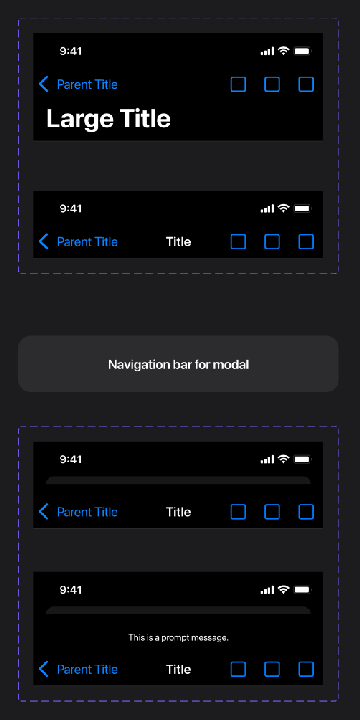 9:41
Parent Title
Large Title
9:41
Parent Title Title
Navigation bar for modal
9:41
Parent Title Title
9:41
This is a prompt message.
Parent Title Title